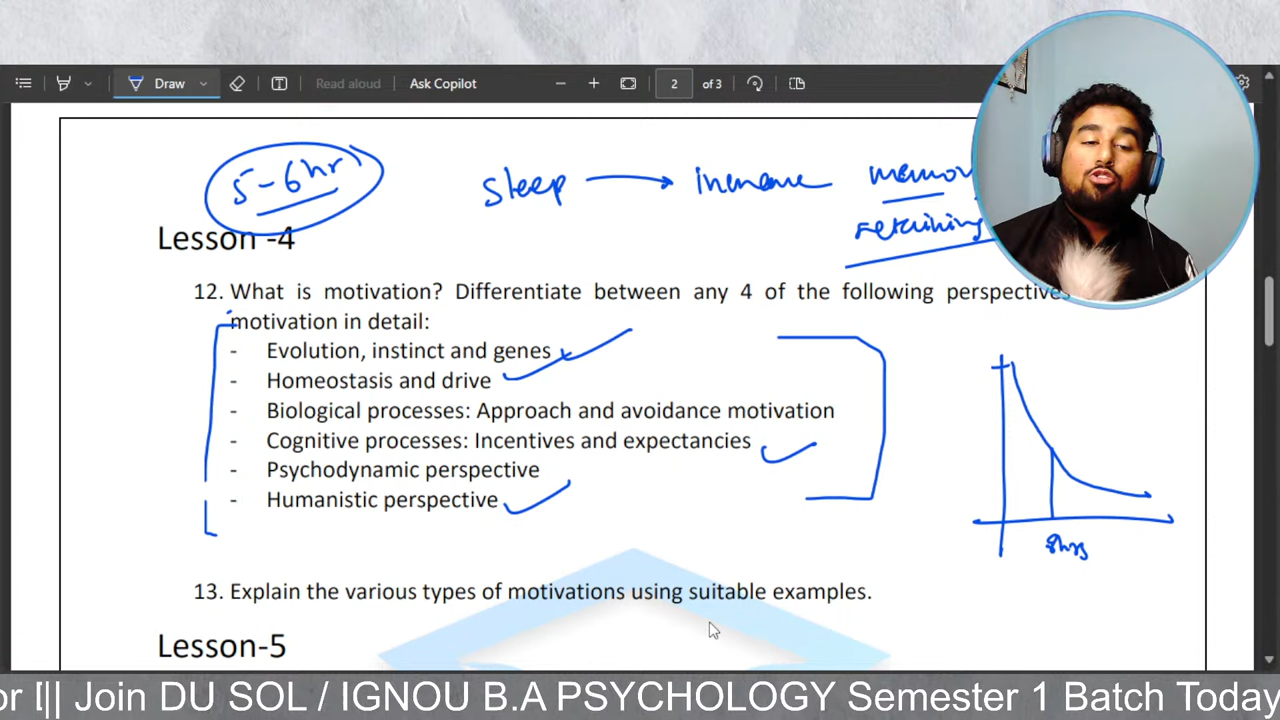 Draw
Read aloud
Ask Copilot
2 of 3
5-6hr
sleep → increase memory
retaining
Lesson -4
12. What is motivation? Differentiate between any 4 of the following perspectives
motivation in detail:
- Evolution, instinct and genes
- Homeostasis and drive
- Biological processes: Approach and avoidance motivation
- Cognitive processes: Incentives and expectancies
- Psychodynamic perspective
- Humanistic perspective
8hrs
13. Explain the various types of motivations using suitable examples.
Lesson-5
or [|| Join DU SOL / IGNOU B.A PSYCHOLOGY Semester 1 Batch Today